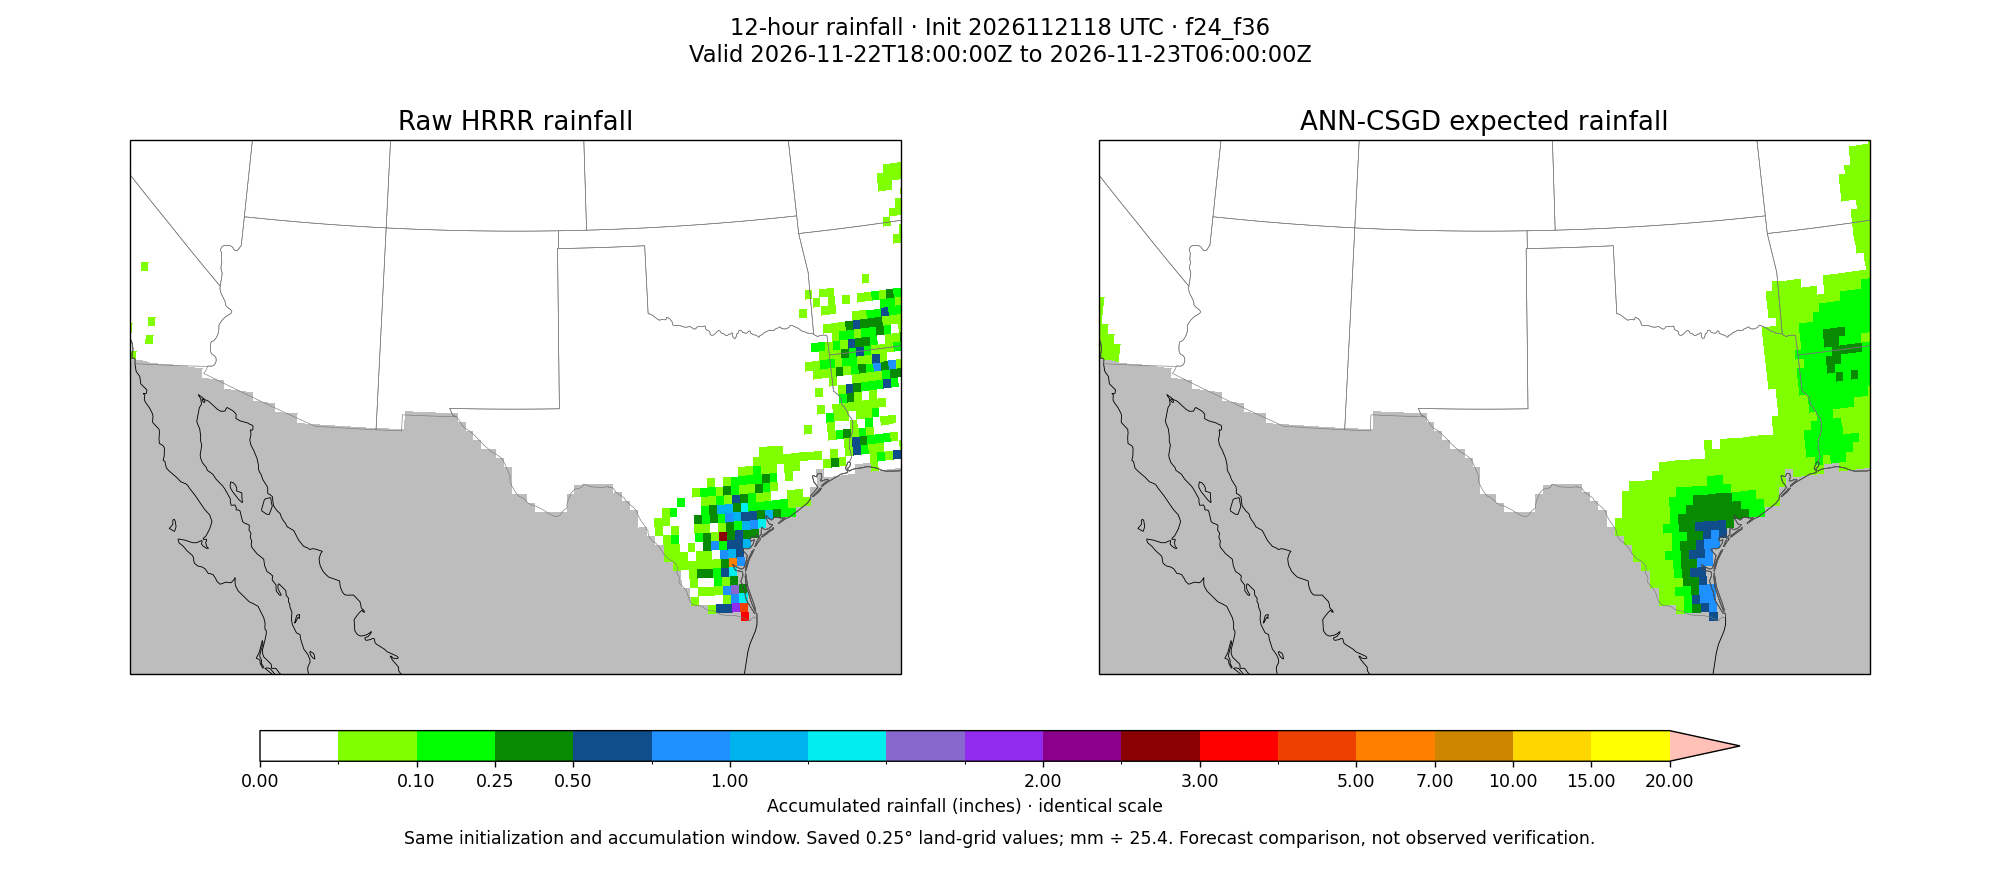 12-hour rainfall · Init 2026112118 UTC · f24_f36
Valid 2026-11-22T18:00:00Z to 2026-11-23T06:00:00Z
Raw HRRR rainfall
ANN-CSGD expected rainfall
0.00 0.10 0.25 0.50 1.00 2.00 3.00 5.00 7.00 10.00 15.00 20.00
Accumulated rainfall (inches) · identical scale
Same initialization and accumulation window. Saved 0.25° land-grid values; mm ÷ 25.4. Forecast comparison, not observed verification.